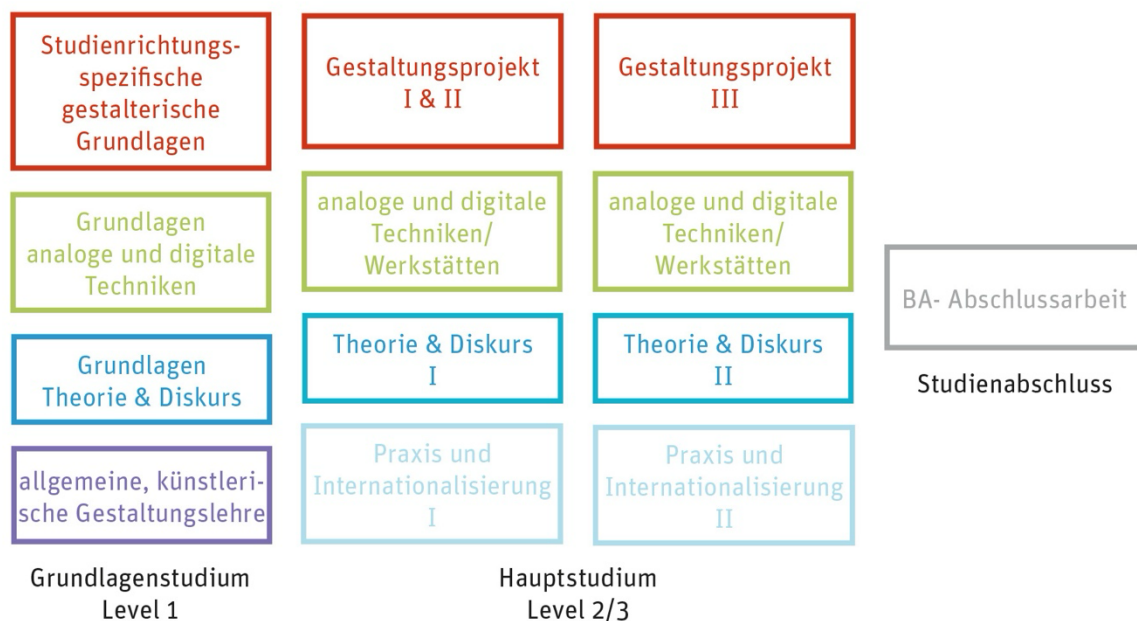 Studienrichtungs-
spezifische
gestalterische
Grundlagen
Grundlagen
analoge und digitale
Techniken
Grundlagen
Theorie & Diskurs
allgemeine, künstleri-
sche Gestaltungslehre
Grundlagenstudium
Level 1
Gestaltungsprojekt
I & II
analoge und digitale
Techniken/
Werkstätten
Theorie & Diskurs
I
Praxis und
Internationalisierung
I
Gestaltungsprojekt
III
analoge und digitale
Techniken/
Werkstätten
Theorie & Diskurs
II
Praxis und
Internationalisierung
II
Hauptstudium
Level 2/3
BA- Abschlussarbeit
Studienabschluss